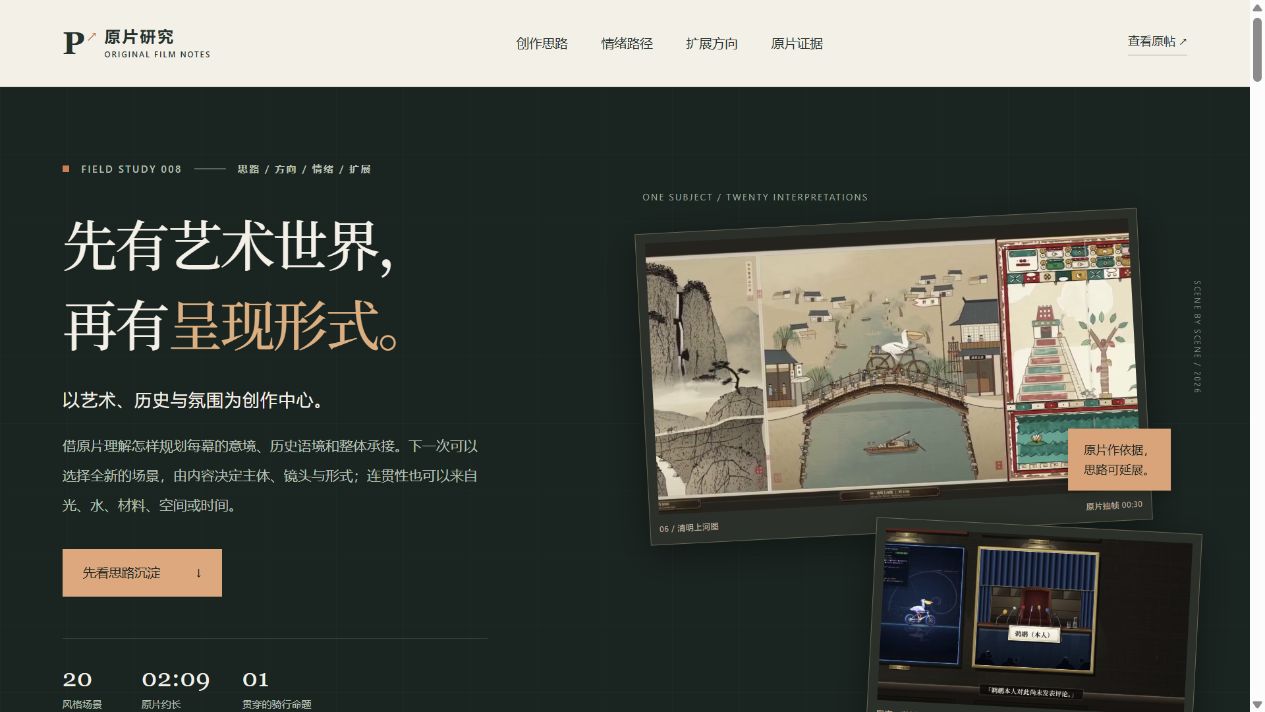 P↗ 原片研究
ORIGINAL FILM NOTES
创作思路 情绪路径 扩展方向 原片证据
查看原帖 ↗
FIELD STUDY 008 思路 / 方向 / 情绪 / 扩展
先有艺术世界,
再有呈现形式。
以艺术、历史与氛围为创作中心。
借原片理解怎样规划每幕的意境、历史语境和整体承接。下一次可以
选择全新的场景，由内容决定主体、镜头与形式；连贯性也可以来自
光、水、材料、空间或时间。
先看思路沉淀 ↓
20 02:09 01
风格场景 原片约长 贯穿的骑行命题
ONE SUBJECT / TWENTY INTERPRETATIONS
SCENE BY SCENE / 2026
原片作依据，
思路可延展。
06 / 清明上河图
原片抽帧 00:30
鹈鹕（本人）
「鹈鹕本人对此尚未发表评论。」